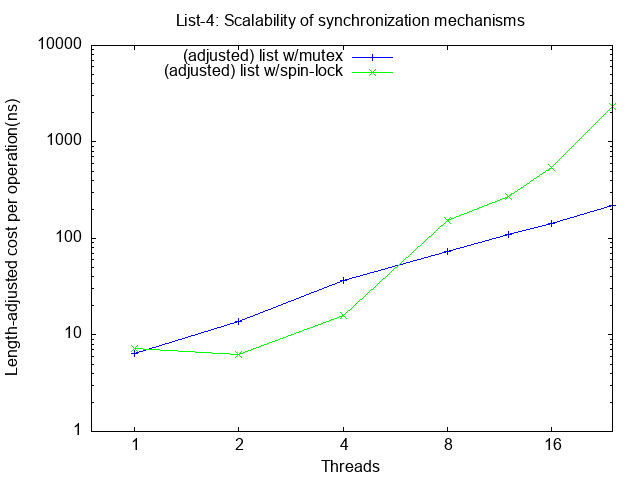 List-4: Scalability of synchronization mechanisms
(adjusted) list w/mutex
(adjusted) list w/spin-lock
Length-adjusted cost per operation(ns)
10000
1000
100
10
1
1 2 4 8 16
Threads